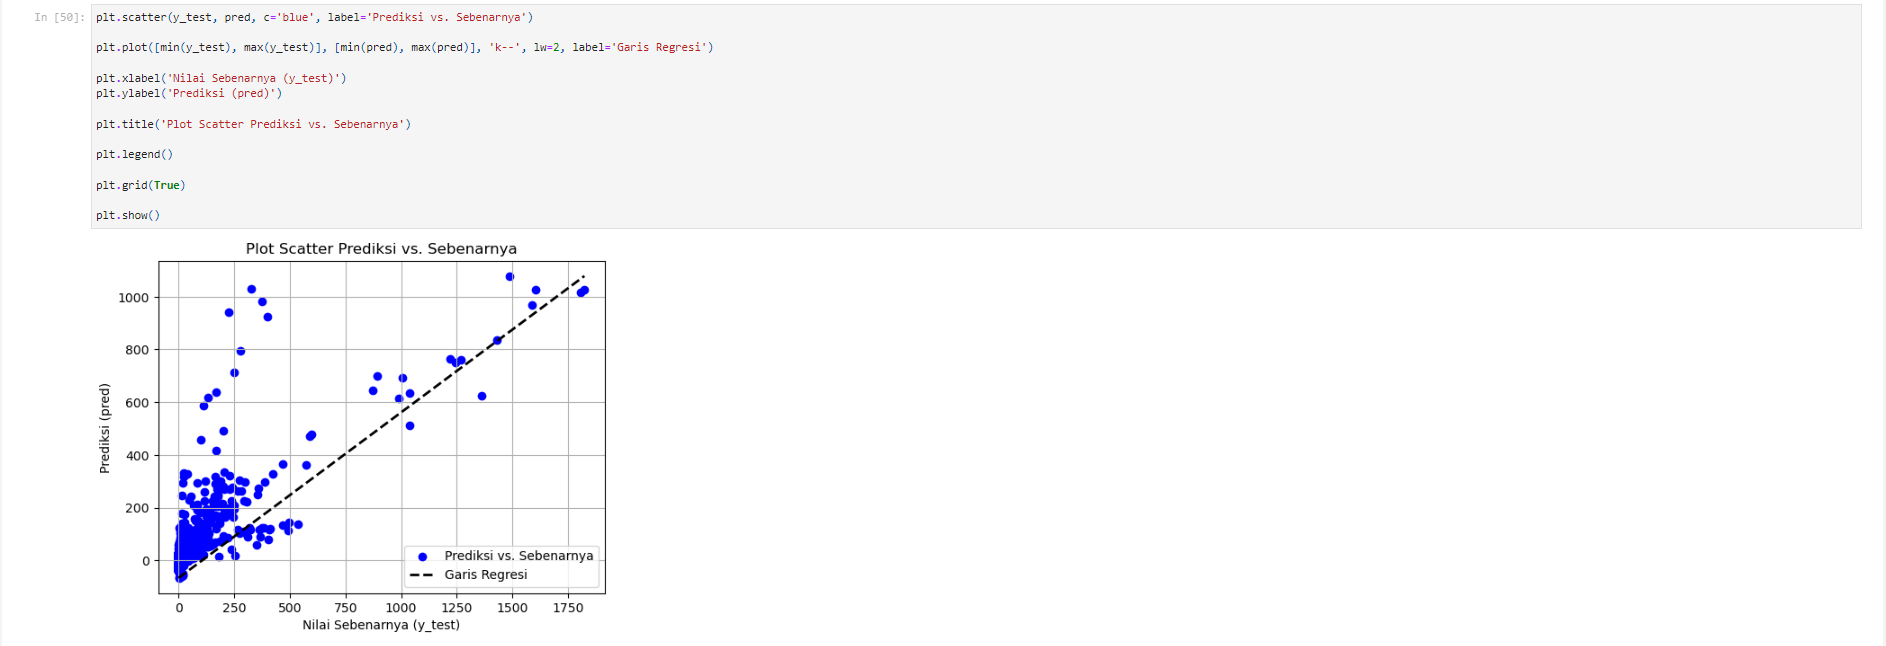 In [50]:
plt.scatter(y_test, pred, c='blue', label='Prediksi vs. Sebenarnya')
plt.plot([min(y_test), max(y_test)], [min(pred), max(pred)], 'k--', lw=2, label='Garis Regresi')
plt.xlabel('Nilai Sebenarnya (y_test)')
plt.ylabel('Prediksi (pred)')
plt.title('Plot Scatter Prediksi vs. Sebenarnya')
plt.legend()
plt.grid(True)
plt.show()
Plot Scatter Prediksi vs. Sebenarnya
Prediksi (pred)
1000
800
600
400
200
0
Prediksi vs. Sebenarnya
Garis Regresi
0 250 500 750 1000 1250 1500 1750
Nilai Sebenarnya (y_test)